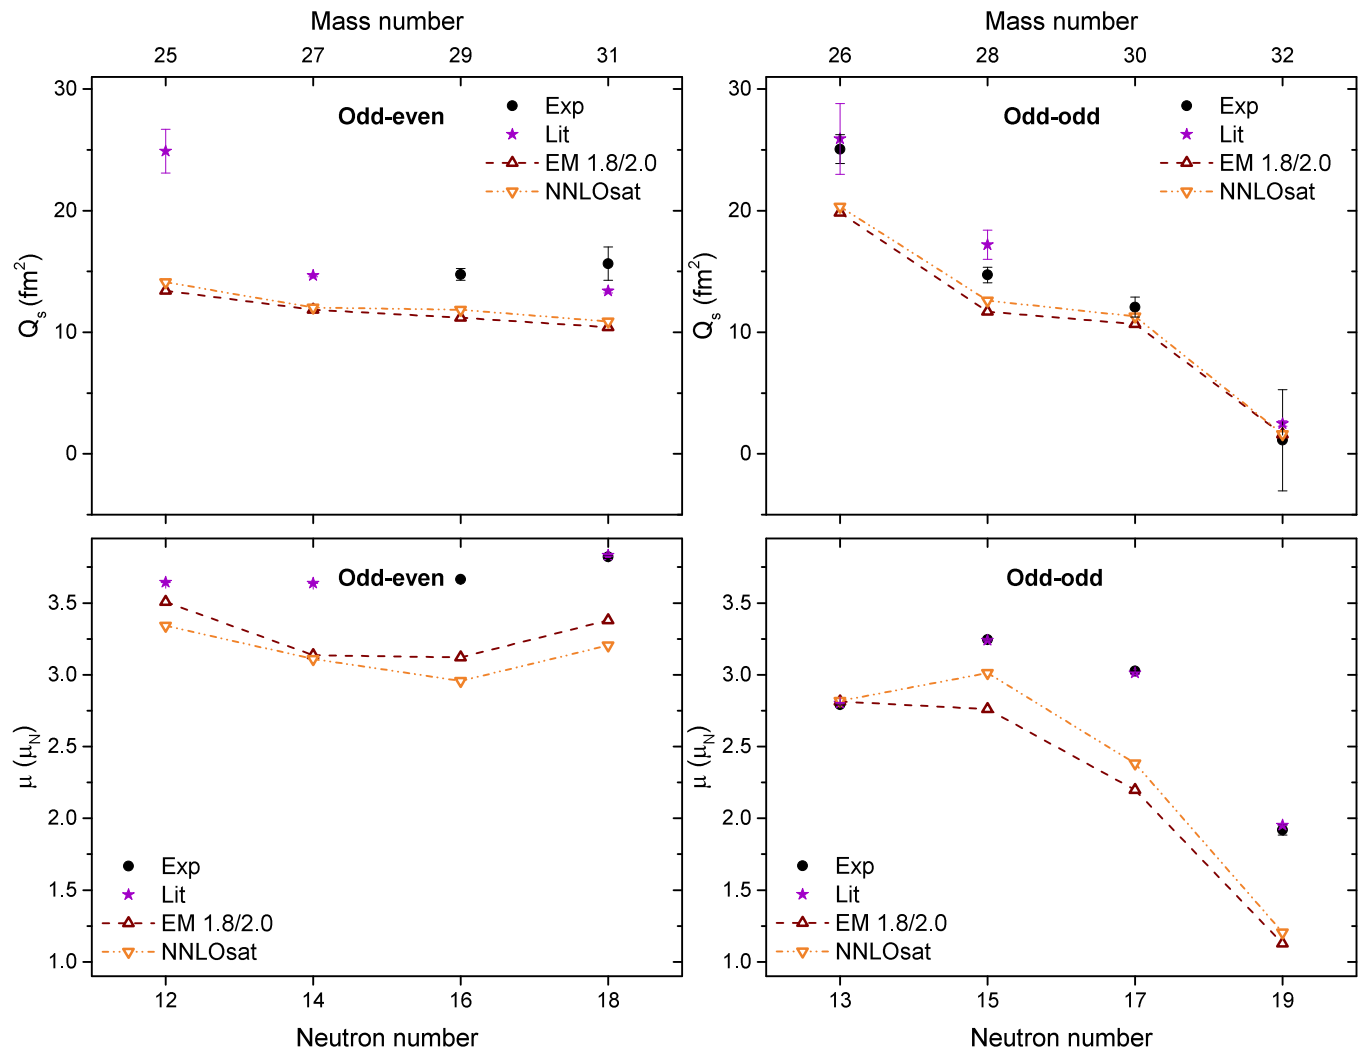 Mass number
25 27 29 31
30
20
10
0
Q_s (fm²)
Odd-even
Exp
Lit
EM 1.8/2.0
NNLOsat
Mass number
26 28 30 32
30
20
10
0
Q_s (fm²)
Odd-odd
Exp
Lit
EM 1.8/2.0
NNLOsat
3.5
3.0
2.5
2.0
1.5
1.0
μ (μ_N)
Odd-even
Exp
Lit
EM 1.8/2.0
NNLOsat
12 14 16 18
Neutron number
3.5
3.0
2.5
2.0
1.5
1.0
μ (μ_N)
Odd-odd
Exp
Lit
EM 1.8/2.0
NNLOsat
13 15 17 19
Neutron number